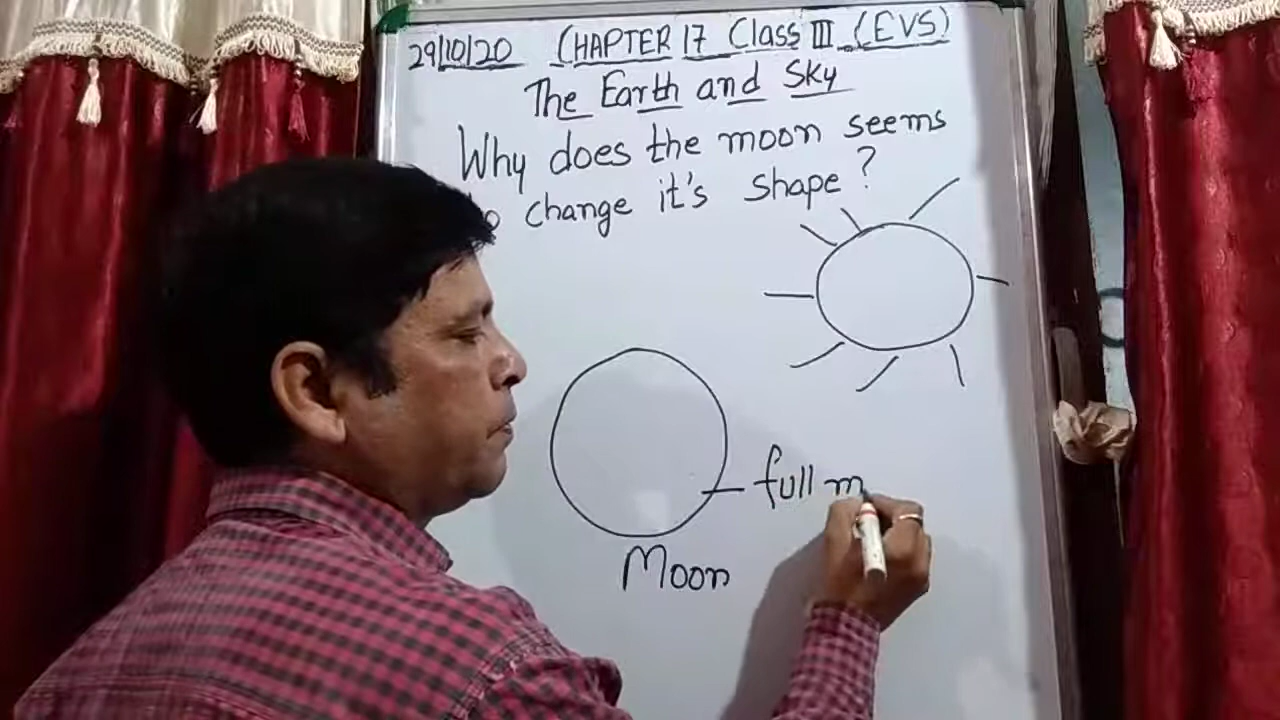 29/10/20 CHAPTER 17 Class III (EVS)
The Earth and Sky
Why does the moon seems
change it's shape?
full m
Moon